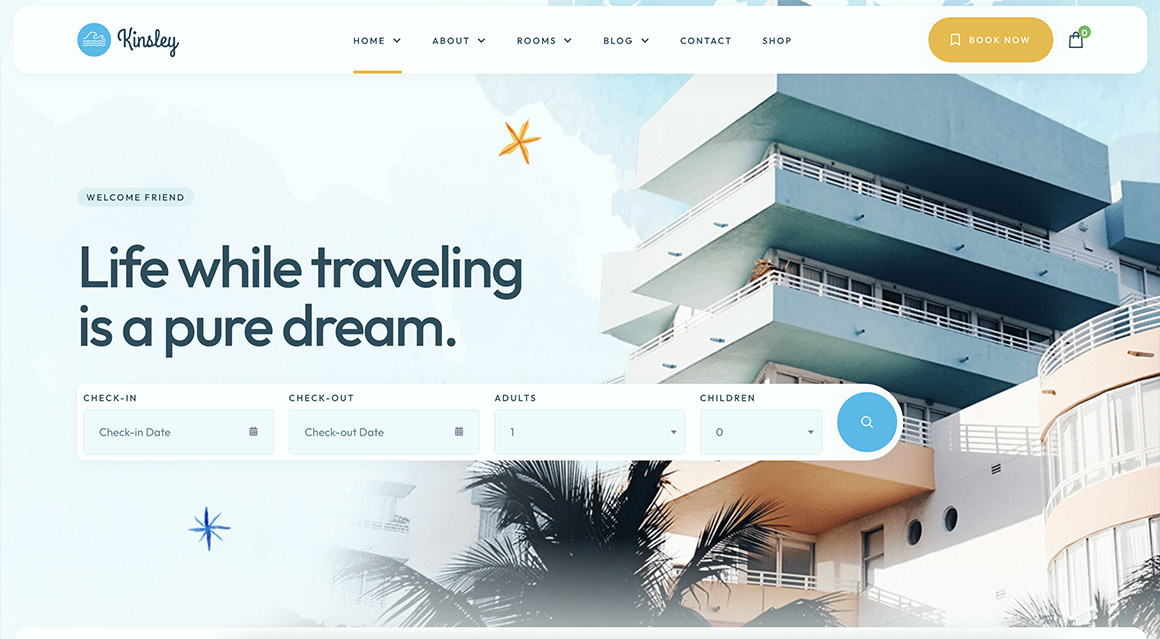 Kinsley
HOME
ABOUT
ROOMS
BLOG
CONTACT
SHOP
BOOK NOW
0
WELCOME FRIEND
Life while traveling
is a pure dream.
CHECK-IN
CHECK-OUT
ADULTS
CHILDREN
Check-in Date
Check-out Date
1
0